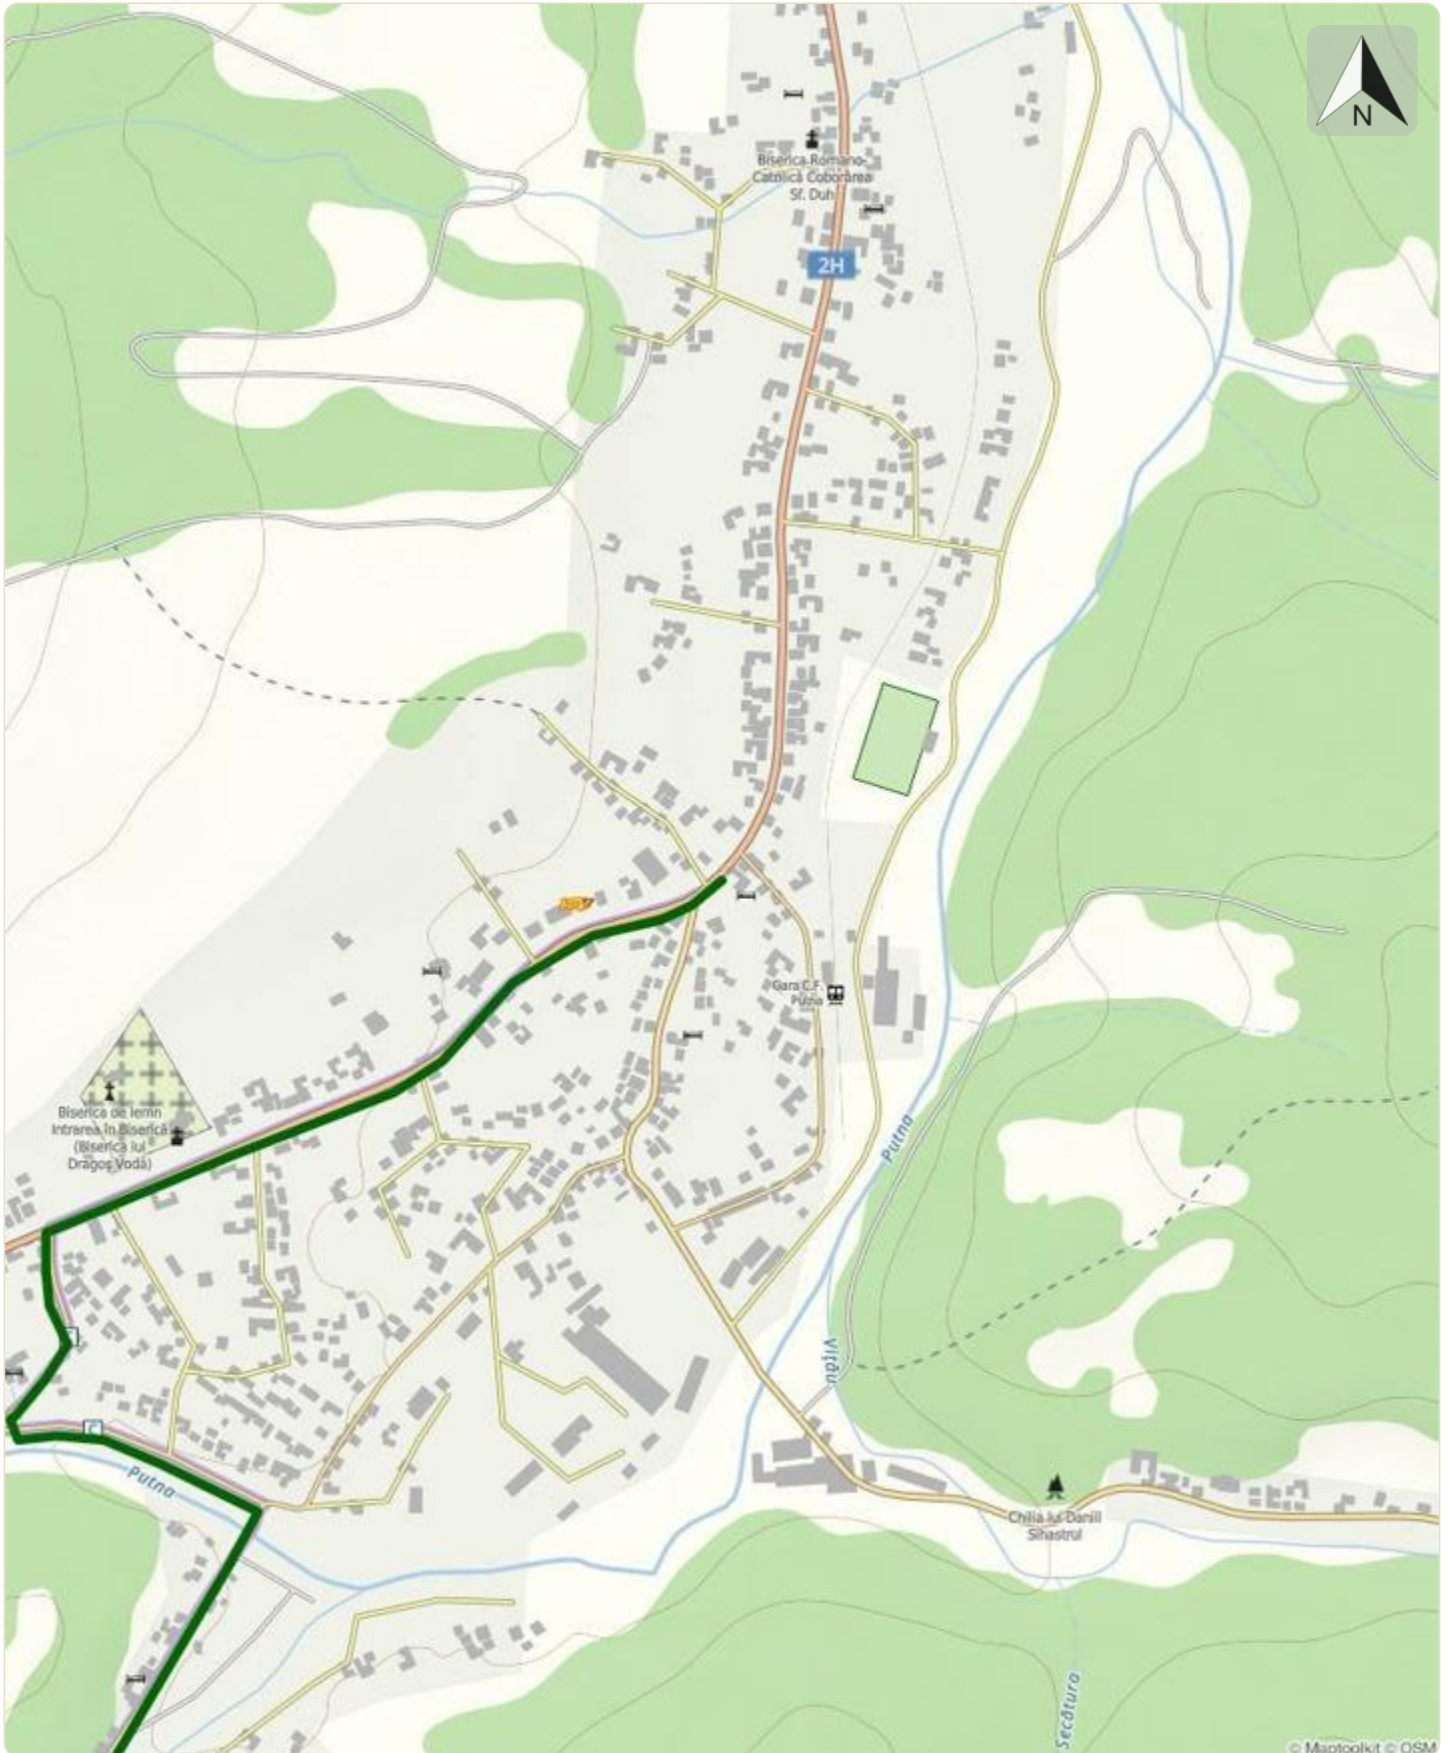 N
Biserica Romano-
Catolică Coborârea
Sf. Duh
2H
Gara C.F.
Putna
Biserica de lemn
Intrarea în Biserică
(Biserica lui
Dragoș Vodă)
Putna
Vițău
C
Putna
Chilia lui Daniil
Sihastrul
Secătura
© Maptoolkit © OSM